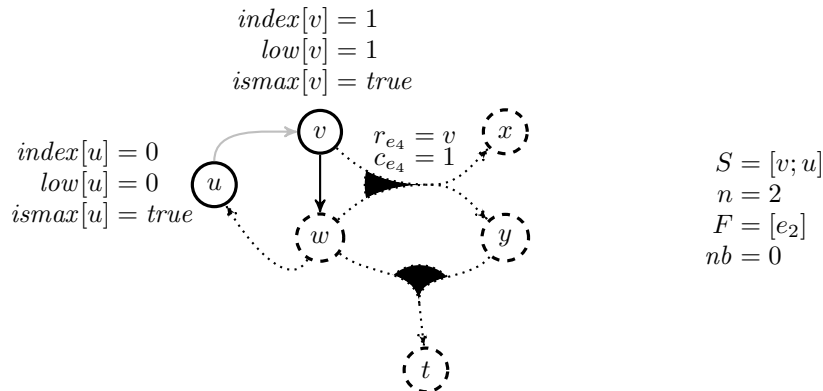 index[v] = 1
low[v] = 1
ismax[v] = true
v
r_{e_4} = v
c_{e_4} = 1
x
index[u] = 0
low[u] = 0
ismax[u] = true
u
S = [v; u]
n = 2
F = [e_2]
nb = 0
w
y
t